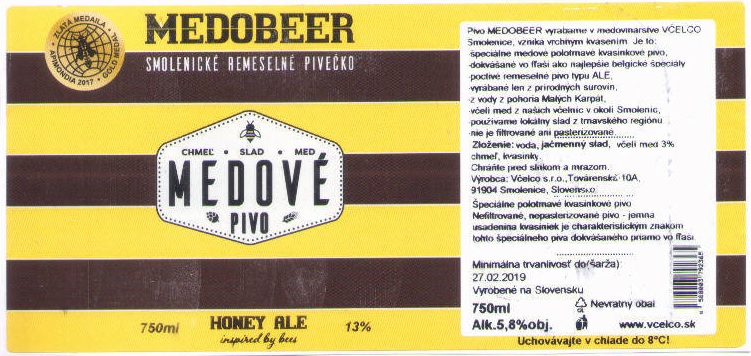 ZLATÁ MEDAILA
APIMONDIA 2017 • GOLD MEDAL
MEDOBEER
SMOLENICKÉ REMESELNÉ PIVEČKO
CHMEĽ • SLAD • MED
MEDOVÉ
PIVO
750ml
HONEY ALE
inspired by bees
13%
Pivo MEDOBEER vyrábame v medovinárstve VČELCO
Smolenice, vzniká vrchným kvasením. Je to:
špeciálne medové polotmavé kvasinkové pivo,
dokvášané vo fľaši ako najlepšie belgické špeciály
poctivé remeselné pivo typu ALE,
vyrábané len z prírodných surovín,
z vody z pohoria Malých Karpát,
včelí med z našich včelníc v okolí Smoleníc,
používame lokálny slad z trnavského regiónu
nie je filtrované ani pasterizované.
Zloženie: voda, jačmenný slad, včelí med 3%
chmeľ, kvasinky.
Chráňte pred slnkom a mrazom.
Výrobca: Včelco s.r.o.,Továrenská 10A,
91904 Smolenice, Slovensko.
Špeciálne polotmavé kvasinkové pivo
Nefiltrované, nepasterizované pivo - jemná
usadenina kvasiniek je charakteristickým znakom
tohto špeciálneho piva dokvášaného priamo vo fľaši
Minimálna trvanlivosť do(šarža):
27.02.2019
Vyrobené na Slovensku
750ml
Nevratný obal
Alk.5,8%obj.
www.vcelco.sk
Uchovávajte v chlade do 8°C!